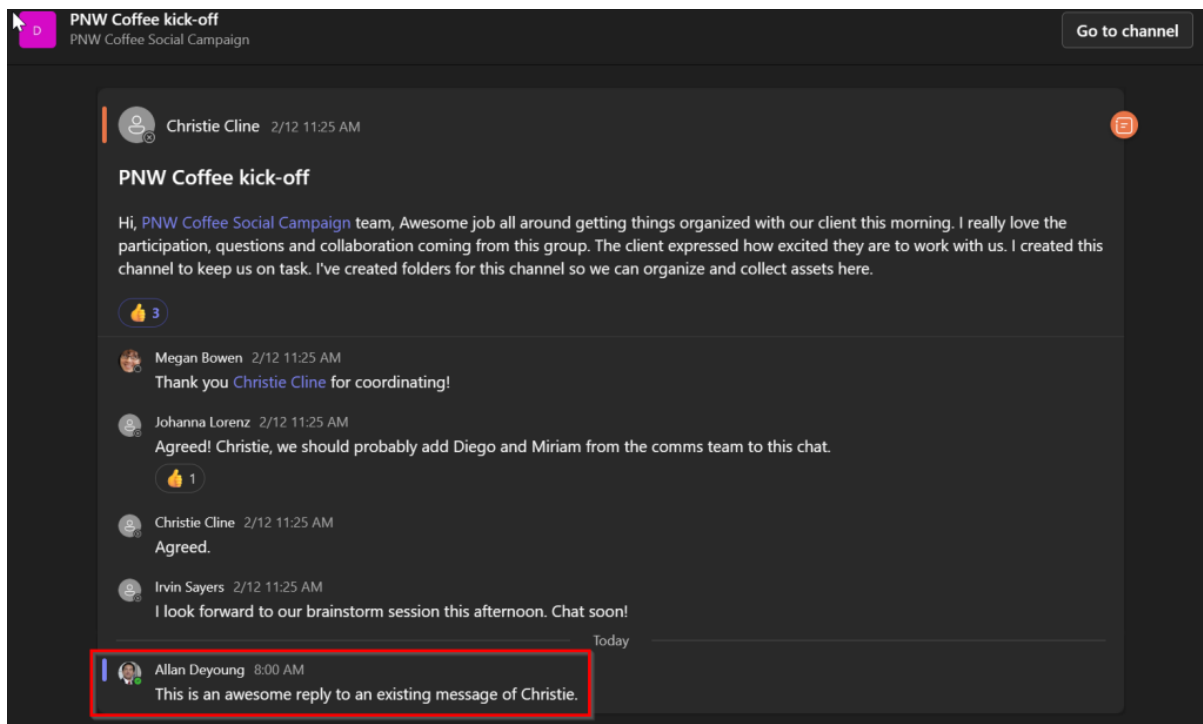 D
PNW Coffee kick-off
PNW Coffee Social Campaign
Go to channel
Christie Cline 2/12 11:25 AM
PNW Coffee kick-off
Hi, PNW Coffee Social Campaign team, Awesome job all around getting things organized with our client this morning. I really love the
participation, questions and collaboration coming from this group. The client expressed how excited they are to work with us. I created this
channel to keep us on task. I've created folders for this channel so we can organize and collect assets here.
3
Megan Bowen 2/12 11:25 AM
Thank you Christie Cline for coordinating!
Johanna Lorenz 2/12 11:25 AM
Agreed! Christie, we should probably add Diego and Miriam from the comms team to this chat.
1
Christie Cline 2/12 11:25 AM
Agreed.
Irvin Sayers 2/12 11:25 AM
I look forward to our brainstorm session this afternoon. Chat soon!
Today
Allan Deyoung 8:00 AM
This is an awesome reply to an existing message of Christie.